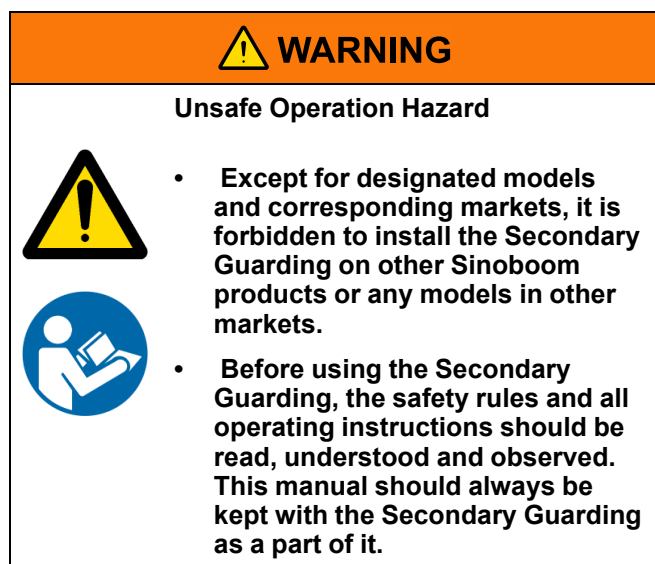 WARNING
Unsafe Operation Hazard
• Except for designated models
and corresponding markets, it is
forbidden to install the Secondary
Guarding on other Sinoboom
products or any models in other
markets.
• Before using the Secondary
Guarding, the safety rules and all
operating instructions should be
read, understood and observed.
This manual should always be
kept with the Secondary Guarding
as a part of it.